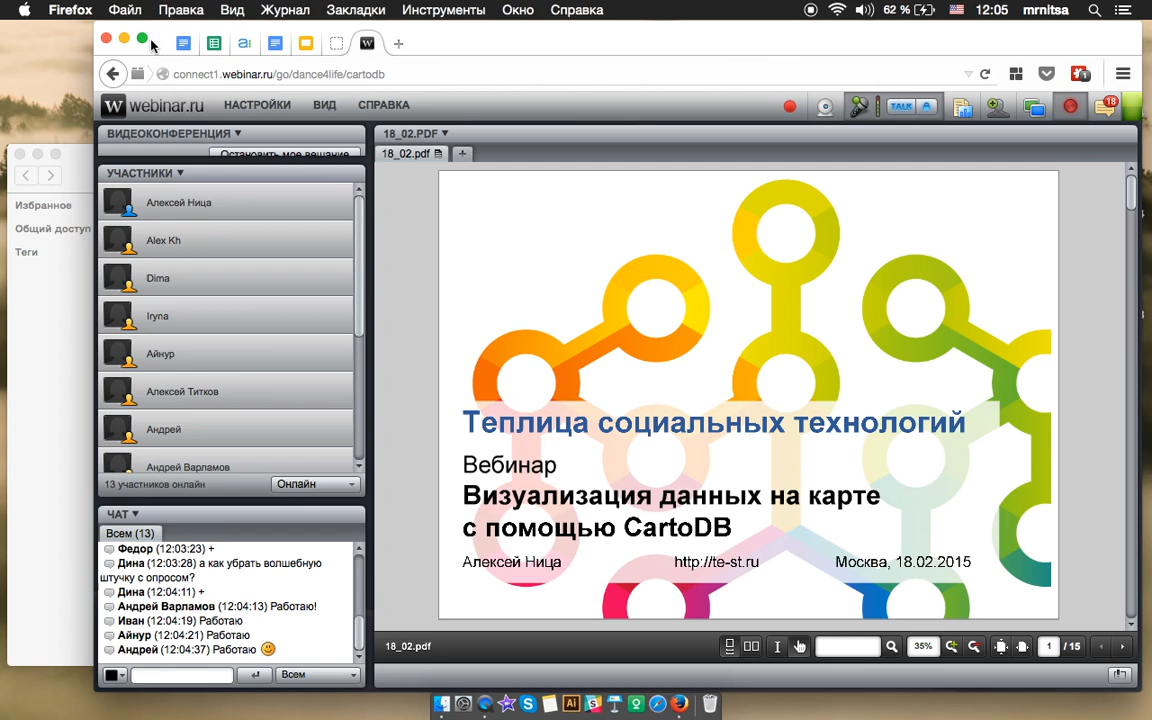 Firefox Файл Правка Вид Журнал Закладки Инструменты Окно Справка 62 % 12:05 mrnitsa
ai W
connect1.webinar.ru/go/dance4life/cartodb 1
W webinar.ru НАСТРОЙКИ ВИД СПРАВКА TALK 18
ВИДЕОКОНФЕРЕНЦИЯ
Остановить мое вещание
УЧАСТНИКИ
Алексей Ница
Alex Kh
Dima
Iryna
Айнур
Алексей Титков
Андрей
Андрей Варламов
13 участников онлайн Онлайн
ЧАТ
Всем (13)
Федор (12:03:23) +
Дина (12:03:28) а как убрать волшебную
штучку с опросом?
Дина (12:04:11) +
Андрей Варламов (12:04:13) Работаю!
Иван (12:04:19) Работаю
Айнур (12:04:21) Работаю
Андрей (12:04:37) Работаю
Всем
Избранное
Общий доступ
Теги
18_02.PDF
18_02.pdf
Теплица социальных технологий
Вебинар
Визуализация данных на карте
с помощью CartoDB
Алексей Ница http://te-st.ru Москва, 18.02.2015
18_02.pdf 35% 1 / 15
Ai